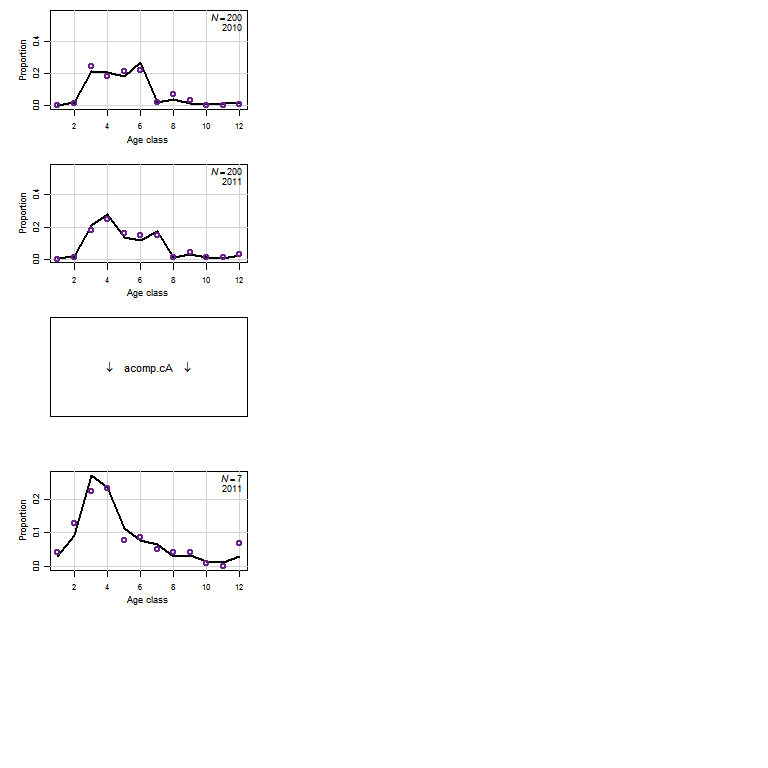 N = 200
2010
Proportion
0.4
0.2
0.0
2 4 6 8 10 12
Age class
N = 200
2011
Proportion
0.4
0.2
0.0
2 4 6 8 10 12
Age class
↓ acomp.cA ↓
N = 7
2011
Proportion
0.2
0.1
0.0
2 4 6 8 10 12
Age class